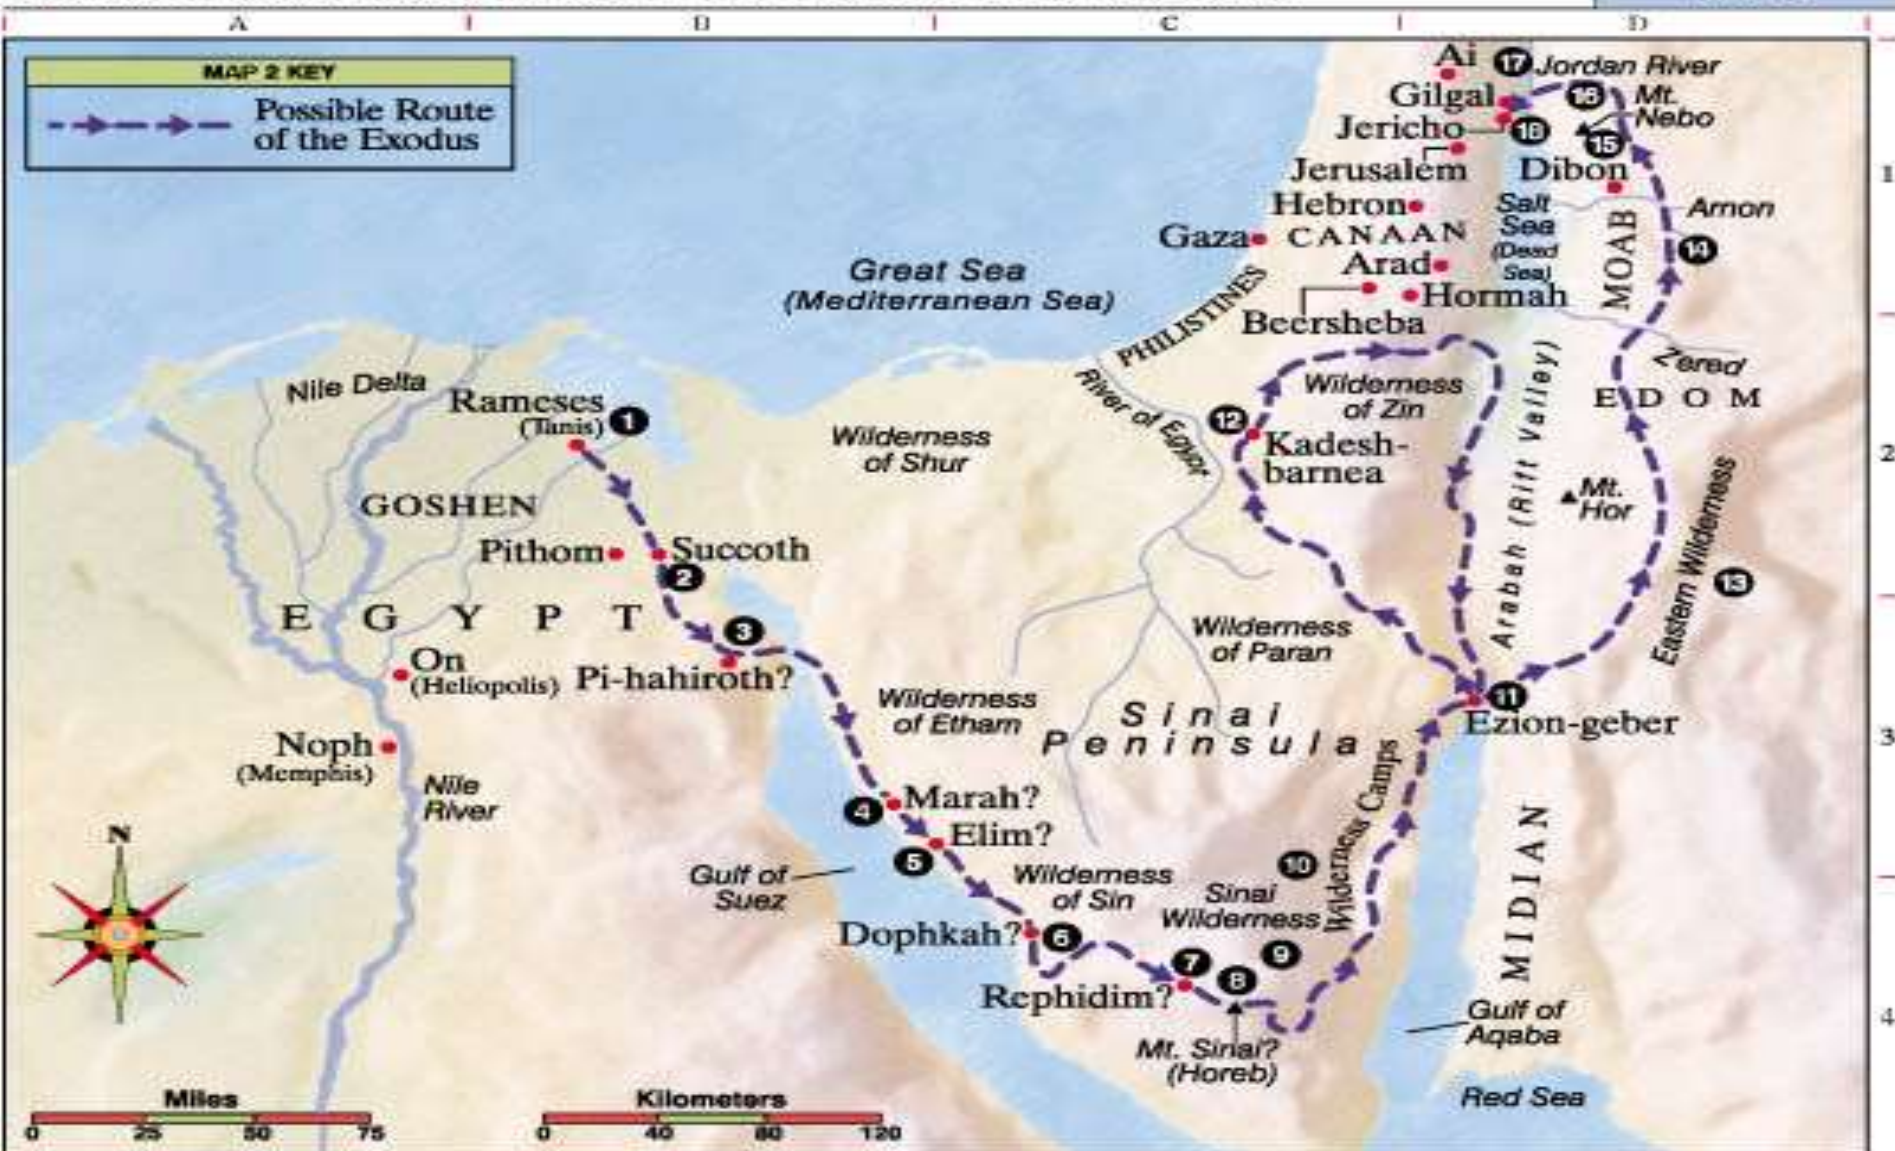 A B C D
MAP 2 KEY
Possible Route
of the Exodus
Ai
17
Jordan River
Gilgal
16
Mt.
Nebo
Jericho
18
15
Jerusalem
Dibon
1
Hebron
Salt
Sea
(Dead
Sea)
Arnon
Gaza
CANAAN
MOAB
14
Arad
Great Sea
(Mediterranean Sea)
Hormah
Beersheba
PHILISTINES
Zered
Nile Delta
River of Egypt
Wilderness
of Zin
EDOM
Rameses
(Tanis)
1
12
Kadesh-
barnea
Wilderness
of Shur
2
Arabah (Rift Valley)
Mt.
Hor
GOSHEN
Eastern Wilderness
13
Pithom
Succoth
2
EGYPT
3
Wilderness
of Paran
On
(Heliopolis)
Pi-hahiroth?
Wilderness
of Etham
Sinai
Peninsula
11
Ezion-geber
3
Noph
(Memphis)
Nile
River
Wilderness Camps
4
Marah?
Elim?
5
N
MIDIAN
Gulf of
Suez
Wilderness
of Sin
10
Sinai
Wilderness
Dophkah?
6
7
8
9
Rephidim?
Mt. Sinai?
(Horeb)
Gulf of
Aqaba
4
Red Sea
Miles
0 25 50 75
Kilometers
0 40 80 120